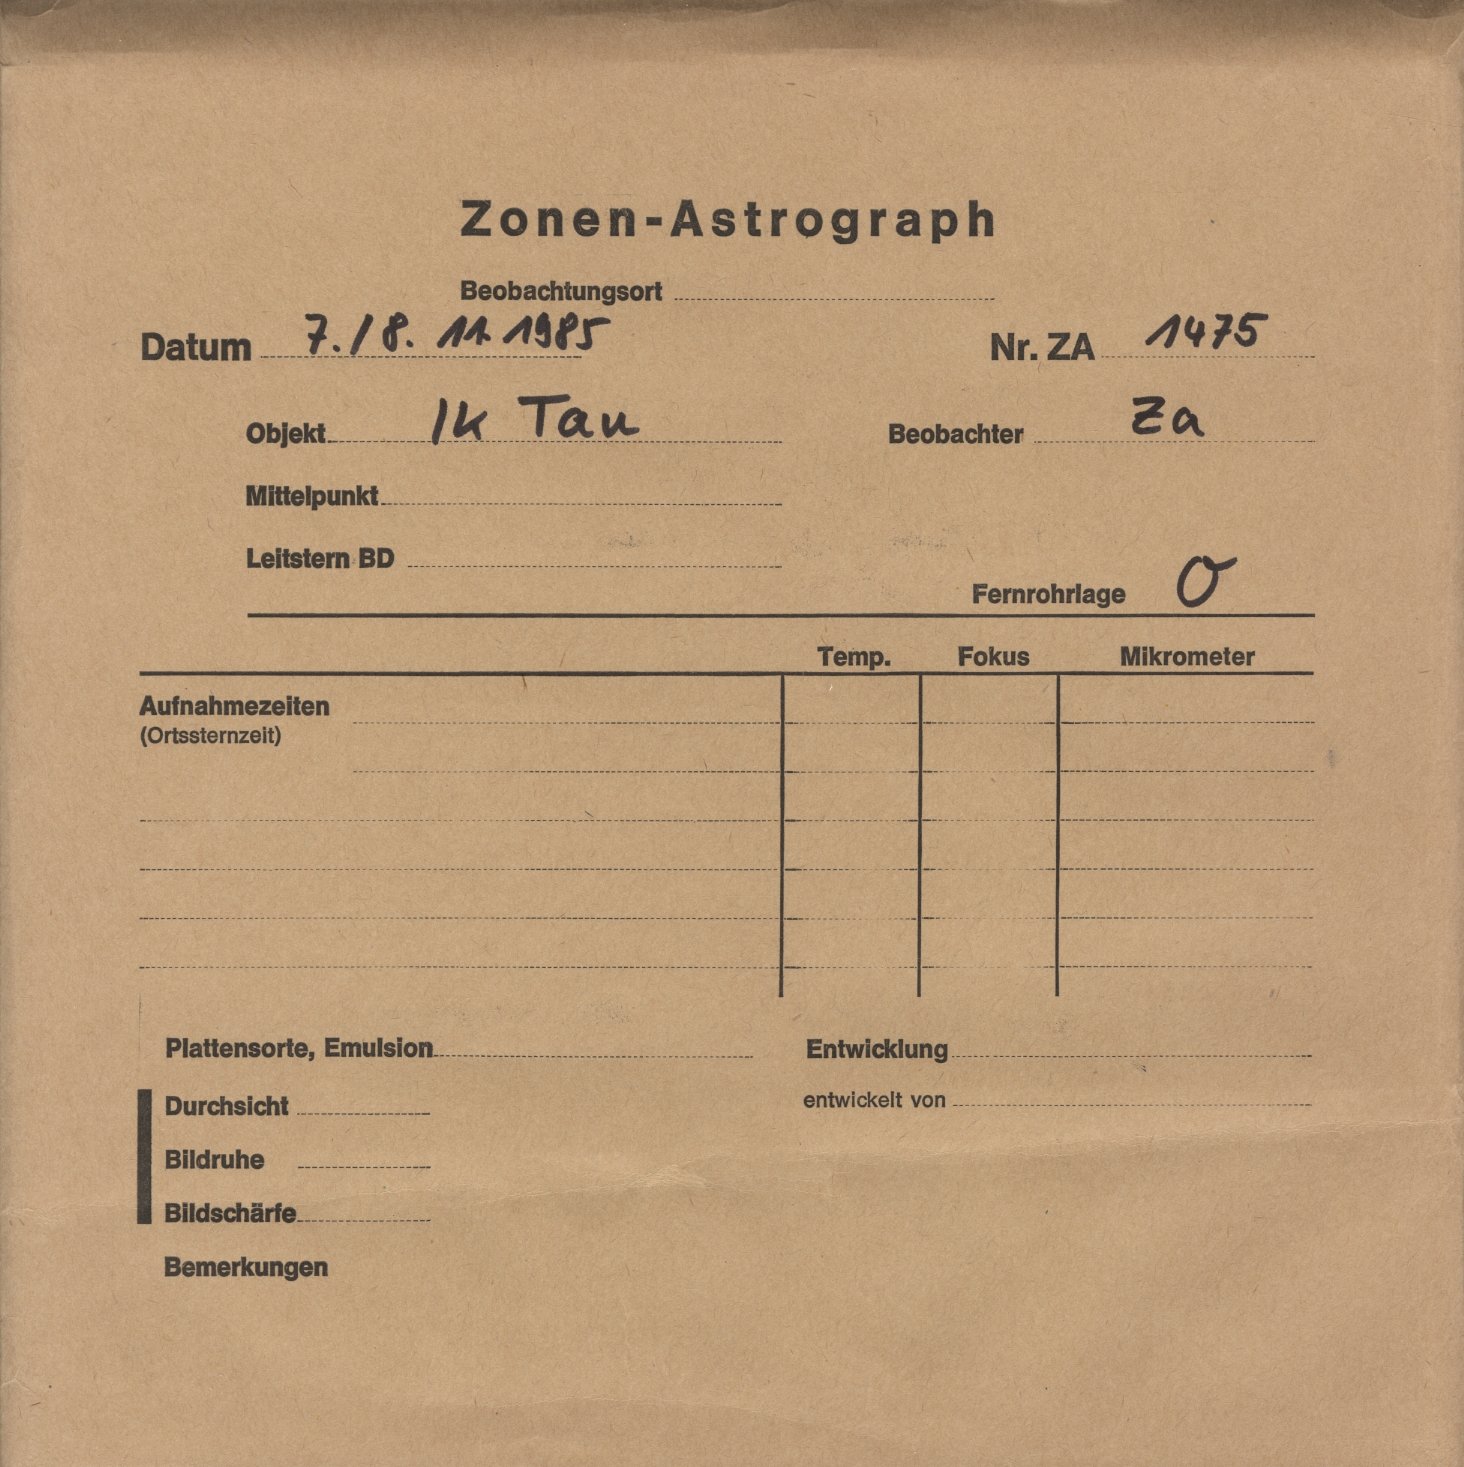 Zonen-Astrograph
Beobachtungsort
Datum 7./8. 11. 1985 Nr. ZA 1475
Objekt IK Tau Beobachter Za
Mittelpunkt
Leitstern BD
Fernrohrlage O
Temp. Fokus Mikrometer
Aufnahmezeiten
(Ortssternzeit)
Plattensorte, Emulsion Entwicklung
Durchsicht entwickelt von
Bildruhe
Bildschärfe
Bemerkungen